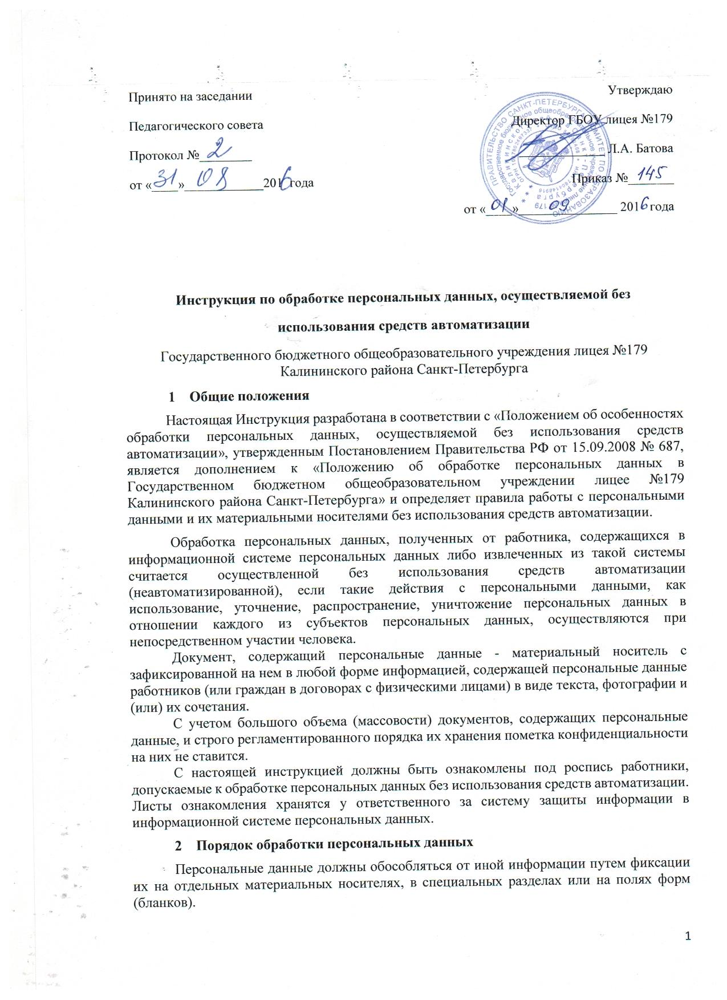 Принято на заседании
Педагогического совета
Протокол № 2
от «31» 08 2016 года
Утверждаю
Директор ГБОУ лицея №179
Л.А. Батова
Приказ № 145
от «01» 09 2016 года
ПРАВИТЕЛЬСТВО САНКТ-ПЕТЕРБУРГА КОМИТЕТ ПО ОБРАЗОВАНИЮ
Инструкция по обработке персональных данных, осуществляемой без
использования средств автоматизации
Государственного бюджетного общеобразовательного учреждения лицея №179
Калининского района Санкт-Петербурга
1 Общие положения
Настоящая Инструкция разработана в соответствии с «Положением об особенностях
обработки персональных данных, осуществляемой без использования средств
автоматизации», утвержденным Постановлением Правительства РФ от 15.09.2008 № 687,
является дополнением к «Положению об обработке персональных данных в
Государственном бюджетном общеобразовательном учреждении лицее №179
Калининского района Санкт-Петербурга» и определяет правила работы с персональными
данными и их материальными носителями без использования средств автоматизации.
Обработка персональных данных, полученных от работника, содержащихся в
информационной системе персональных данных либо извлеченных из такой системы
считается осуществленной без использования средств автоматизации
(неавтоматизированной), если такие действия с персональными данными, как
использование, уточнение, распространение, уничтожение персональных данных в
отношении каждого из субъектов персональных данных, осуществляются при
непосредственном участии человека.
Документ, содержащий персональные данные - материальный носитель с
зафиксированной на нем в любой форме информацией, содержащей персональные данные
работников (или граждан в договорах с физическими лицами) в виде текста, фотографии и
(или) их сочетания.
С учетом большого объема (массовости) документов, содержащих персональные
данные, и строго регламентированного порядка их хранения пометка конфиденциальности
на них не ставится.
С настоящей инструкцией должны быть ознакомлены под роспись работники,
допускаемые к обработке персональных данных без использования средств автоматизации.
Листы ознакомления хранятся у ответственного за систему защиты информации в
информационной системе персональных данных.
2 Порядок обработки персональных данных
Персональные данные должны обособляться от иной информации путем фиксации
их на отдельных материальных носителях, в специальных разделах или на полях форм
(бланков).
1